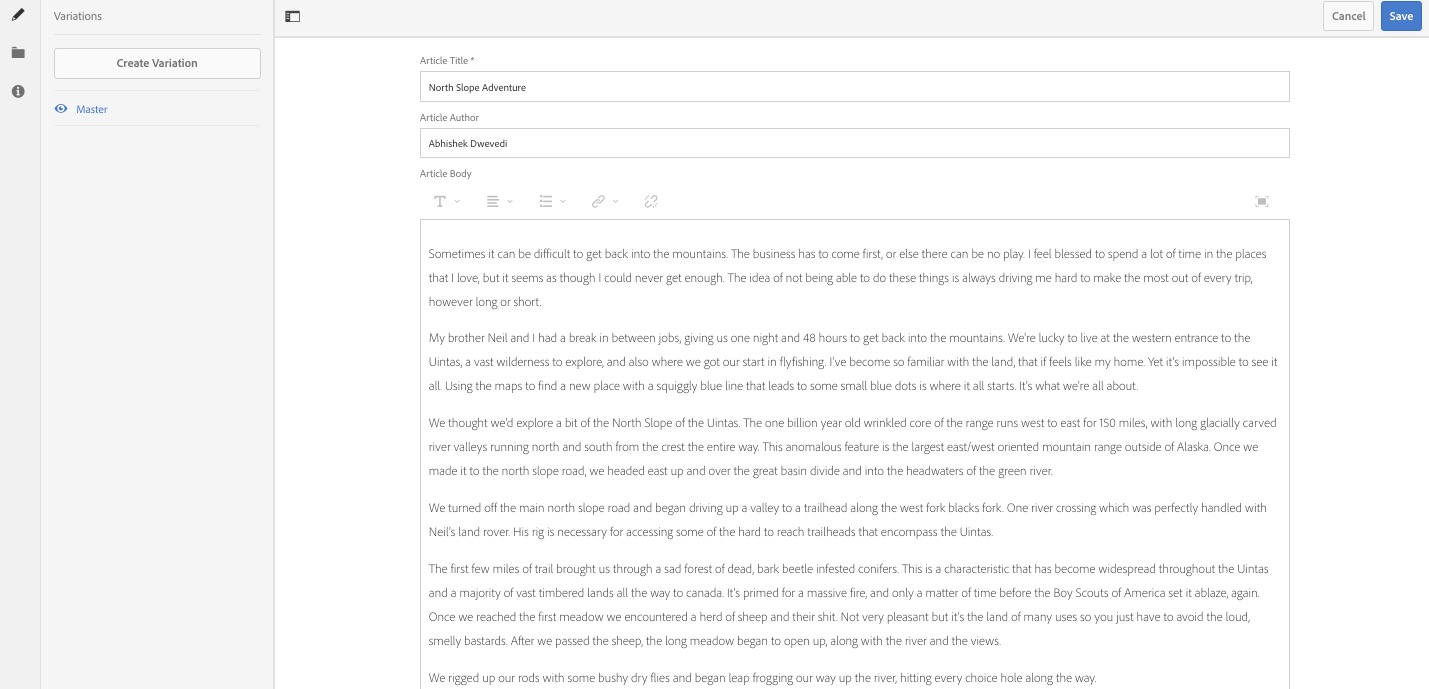 Variations
Cancel
Save
Create Variation
Master
Article Title *
North Slope Adventure
Article Author
Abhishek Dwevedi
Article Body
Sometimes it can be difficult to get back into the mountains. The business has to come first, or else there can be no play. I feel blessed to spend a lot of time in the places
that I love, but it seems as though I could never get enough. The idea of not being able to do these things is always driving me hard to make the most out of every trip,
however long or short.
My brother Neil and I had a break in between jobs, giving us one night and 48 hours to get back into the mountains. We're lucky to live at the western entrance to the
Uintas, a vast wilderness to explore, and also where we got our start in flyfishing. I've become so familiar with the land, that if feels like my home. Yet it's impossible to see it
all. Using the maps to find a new place with a squiggly blue line that leads to some small blue dots is where it all starts. It's what we're all about.
We thought we'd explore a bit of the North Slope of the Uintas. The one billion year old wrinkled core of the range runs west to east for 150 miles, with long glacially carved
river valleys running north and south from the crest the entire way. This anomalous feature is the largest east/west oriented mountain range outside of Alaska. Once we
made it to the north slope road, we headed east up and over the great basin divide and into the headwaters of the green river.
We turned off the main north slope road and began driving up a valley to a trailhead along the west fork blacks fork. One river crossing which was perfectly handled with
Neil's land rover. His rig is necessary for accessing some of the hard to reach trailheads that encompass the Uintas.
The first few miles of trail brought us through a sad forest of dead, bark beetle infested conifers. This is a characteristic that has become widespread throughout the Uintas
and a majority of vast timbered lands all the way to canada. It's primed for a massive fire, and only a matter of time before the Boy Scouts of America set it ablaze, again.
Once we reached the first meadow we encountered a herd of sheep and their shit. Not very pleasant but it's the land of many uses so you just have to avoid the loud,
smelly bastards. After we passed the sheep, the long meadow began to open up, along with the river and the views.
We rigged up our rods with some bushy dry flies and began leap frogging our way up the river, hitting every choice hole along the way.